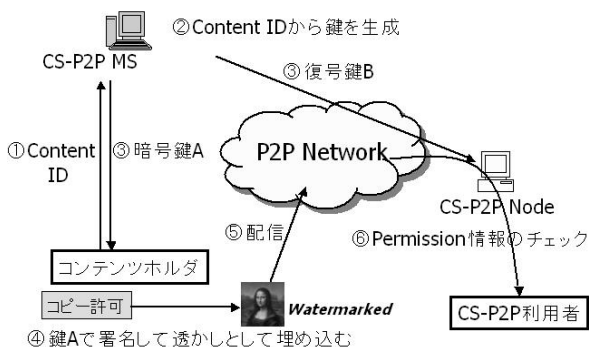 ②Content IDから鍵を生成
CS-P2P MS
③復号鍵B
①Content
ID
③暗号鍵A
P2P Network
CS-P2P Node
⑤配信
⑥Permission情報のチェック
コンテンツホルダ
コピー許可
Watermarked
CS-P2P利用者
④鍵Aで署名して透かしとして埋め込む